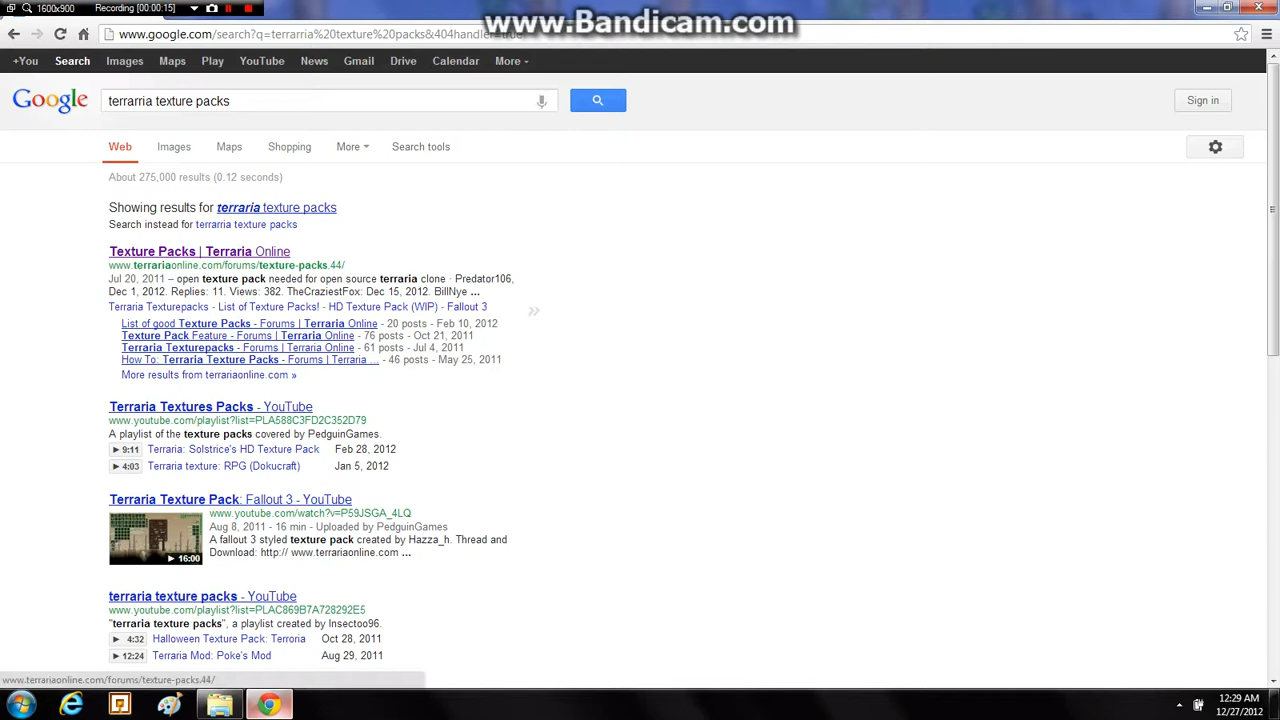 1600x900 Recording [00:00:15]
www.Bandicam.com
www.google.com/search?q=terrarria%20texture%20packs&404handler=true
+You Search Images Maps Play YouTube News Gmail Drive Calendar More
Google terrarria texture packs Sign in
Web Images Maps Shopping More Search tools
About 275,000 results (0.12 seconds)
Showing results for terraria texture packs
Search instead for terrarria texture packs
Texture Packs | Terraria Online
www.terrariaonline.com/forums/texture-packs.44/
Jul 20, 2011 – open texture pack needed for open source terraria clone · Predator106,
Dec 1, 2012. Replies: 11. Views: 382. TheCraziestFox: Dec 15, 2012. BillNye ...
Terraria Texturepacks - List of Texture Packs! - HD Texture Pack (WIP) - Fallout 3
List of good Texture Packs - Forums | Terraria Online - 20 posts - Feb 10, 2012
Texture Pack Feature - Forums | Terraria Online - 76 posts - Oct 21, 2011
Terraria Texturepacks - Forums | Terraria Online - 61 posts - Jul 4, 2011
How To: Terraria Texture Packs - Forums | Terraria ... - 46 posts - May 25, 2011
More results from terrariaonline.com »
Terraria Textures Packs - YouTube
www.youtube.com/playlist?list=PLA588C3FD2C352D79
A playlist of the texture packs covered by PedguinGames.
9:11 Terraria: Solstrice's HD Texture Pack Feb 28, 2012
4:03 Terraria texture: RPG (Dokucraft) Jan 5, 2012
Terraria Texture Pack: Fallout 3 - YouTube
www.youtube.com/watch?v=P59JSGA_4LQ
Aug 8, 2011 - 16 min - Uploaded by PedguinGames
A fallout 3 styled texture pack created by Hazza_h. Thread and
Download: http:// www.terrariaonline.com ...
16:00
terraria texture packs - YouTube
www.youtube.com/playlist?list=PLAC869B7A728292E5
"terraria texture packs", a playlist created by Insectoo96.
4:32 Halloween Texture Pack: Terroria Oct 28, 2011
12:24 Terraria Mod: Poke's Mod Aug 29, 2011
www.terrariaonline.com/forums/texture-packs.44/
12:29 AM
12/27/2012